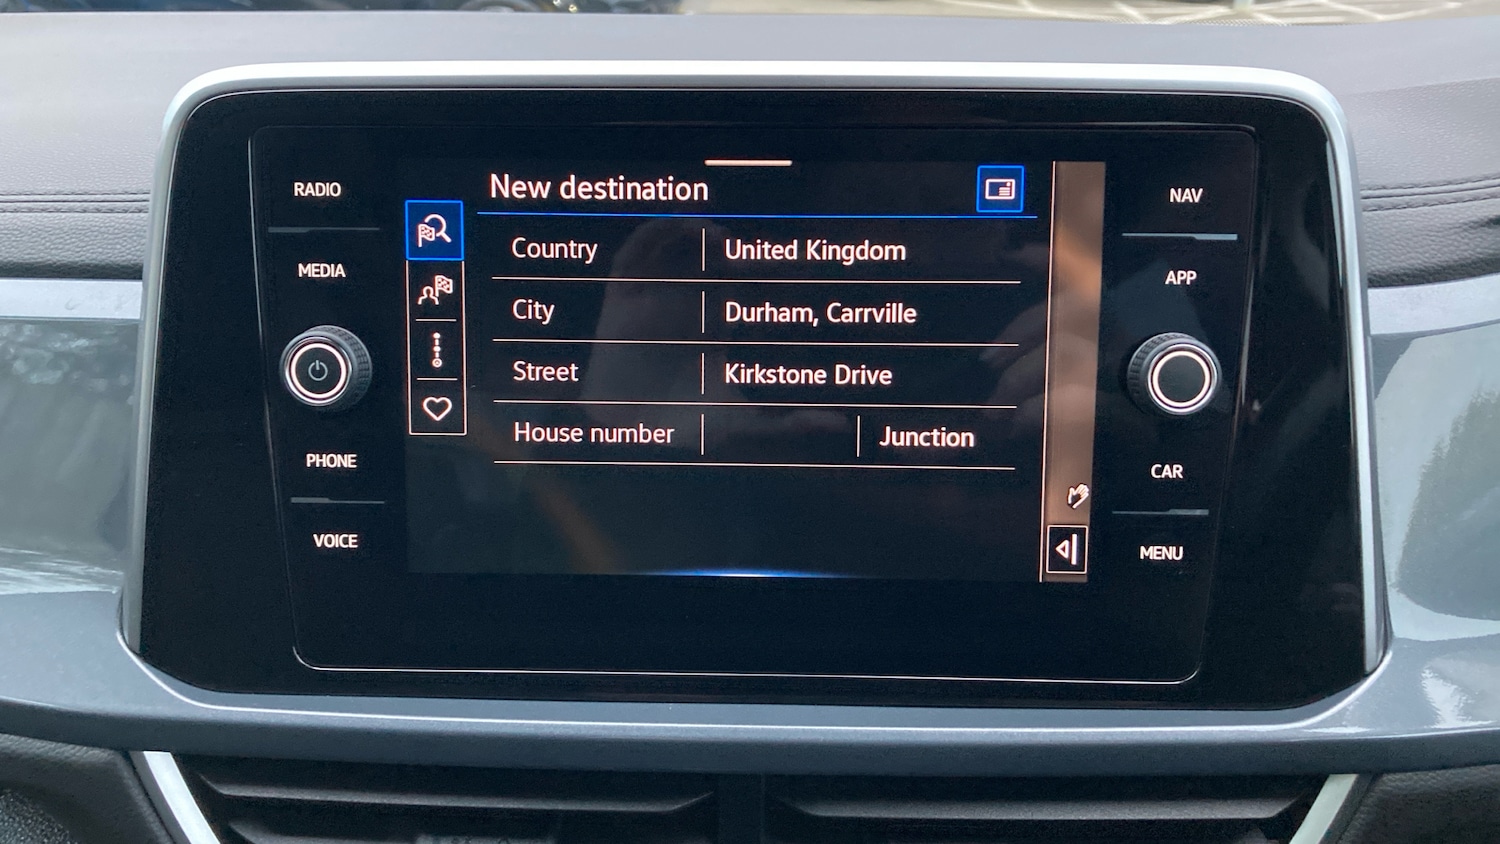 RADIO
MEDIA
PHONE
VOICE
New destination
Country United Kingdom
City Durham, Carrville
Street Kirkstone Drive
House number Junction
NAV
APP
CAR
MENU